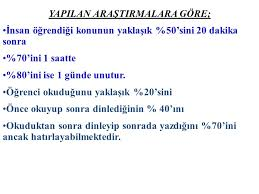 YAPILAN ARAŞTIRMALARA GÖRE;
•İnsan öğrendiği konunun yaklaşık %50'sini 20 dakika
sonra
•%70'ini 1 saatte
•%80'ini ise 1 günde unutur.
•Öğrenci okuduğunu yaklaşık %20'sini
•Önce okuyup sonra dinlediğinin % 40'ını
•Okuduktan sonra dinleyip sonrada yazdığını %70'ini
ancak hatırlayabilmektedir.